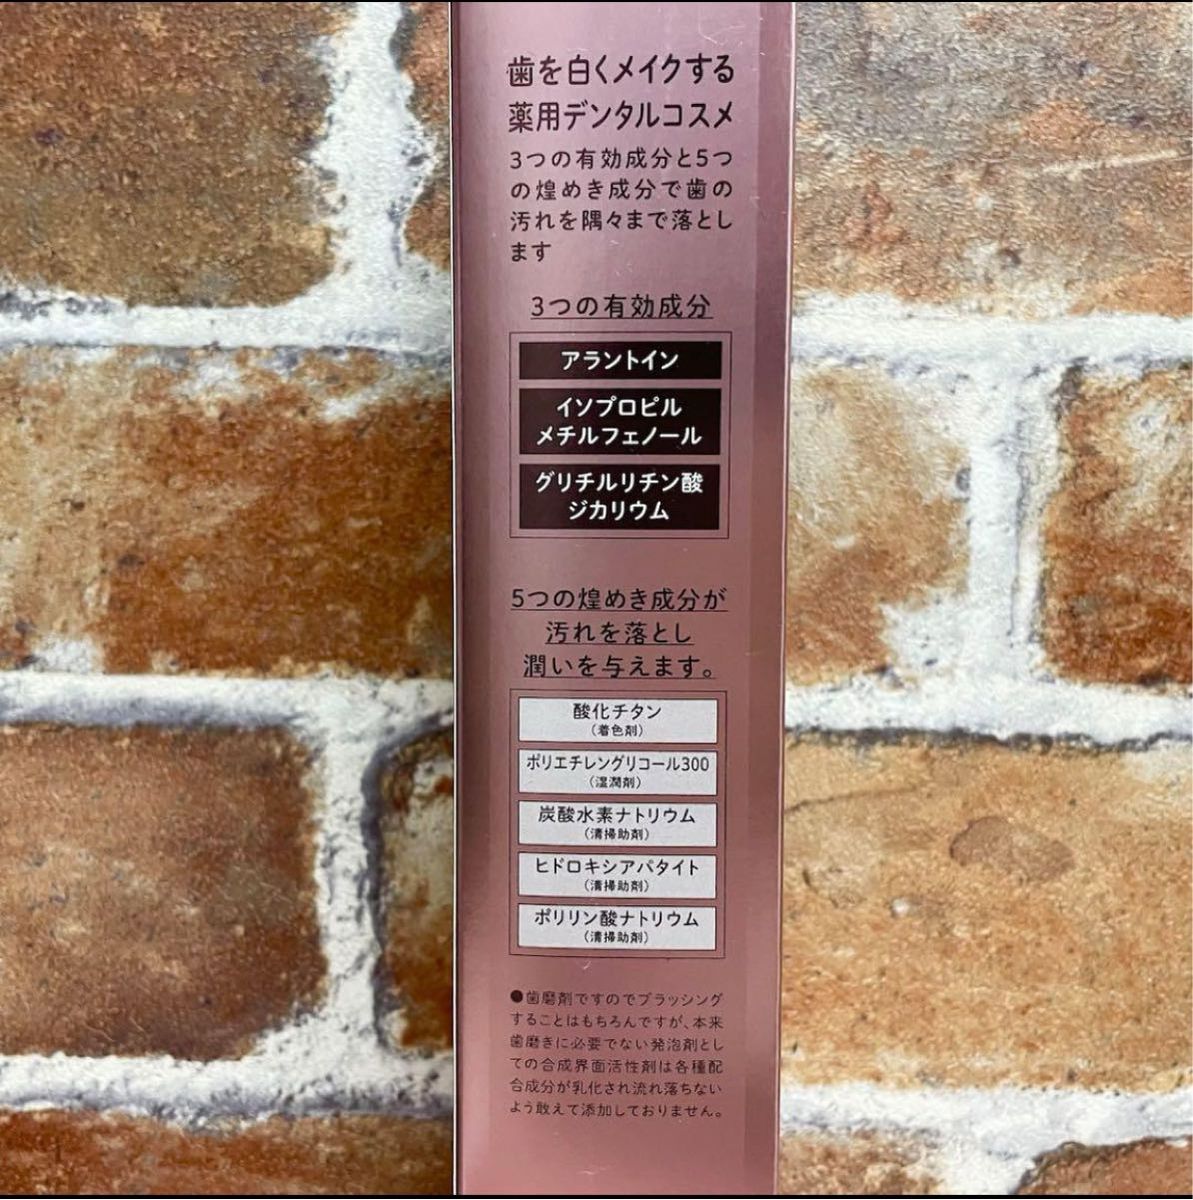 歯を白くメイクする
薬用デンタルコスメ
3つの有効成分と5つ
の煌めき成分で歯の
汚れを隅々まで落とし
ます
3つの有効成分
アラントイン
イソプロピル
メチルフェノール
グリチルリチン酸
ジカリウム
5つの煌めき成分が
汚れを落とし
潤いを与えます。
酸化チタン
(着色剤)
ポリエチレングリコール300
(湿潤剤)
炭酸水素ナトリウム
(清掃助剤)
ヒドロキシアパタイト
(清掃助剤)
ポリリン酸ナトリウム
(清掃助剤)
●歯磨剤ですのでブラッシング
することはもちろんですが、本来
歯磨きに必要でない発泡剤とし
ての合成界面活性剤は各種配
合成分が乳化され流れ落ちない
よう敢えて添加しておりません。